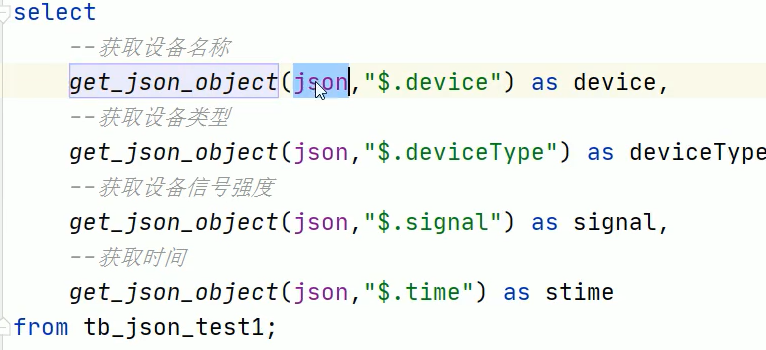 select
--获取设备名称
get_json_object(json,"$.device") as device,
--获取设备类型
get_json_object(json,"$.deviceType") as deviceType
--获取设备信号强度
get_json_object(json,"$.signal") as signal,
--获取时间
get_json_object(json,"$.time") as stime
from tb_json_test1;